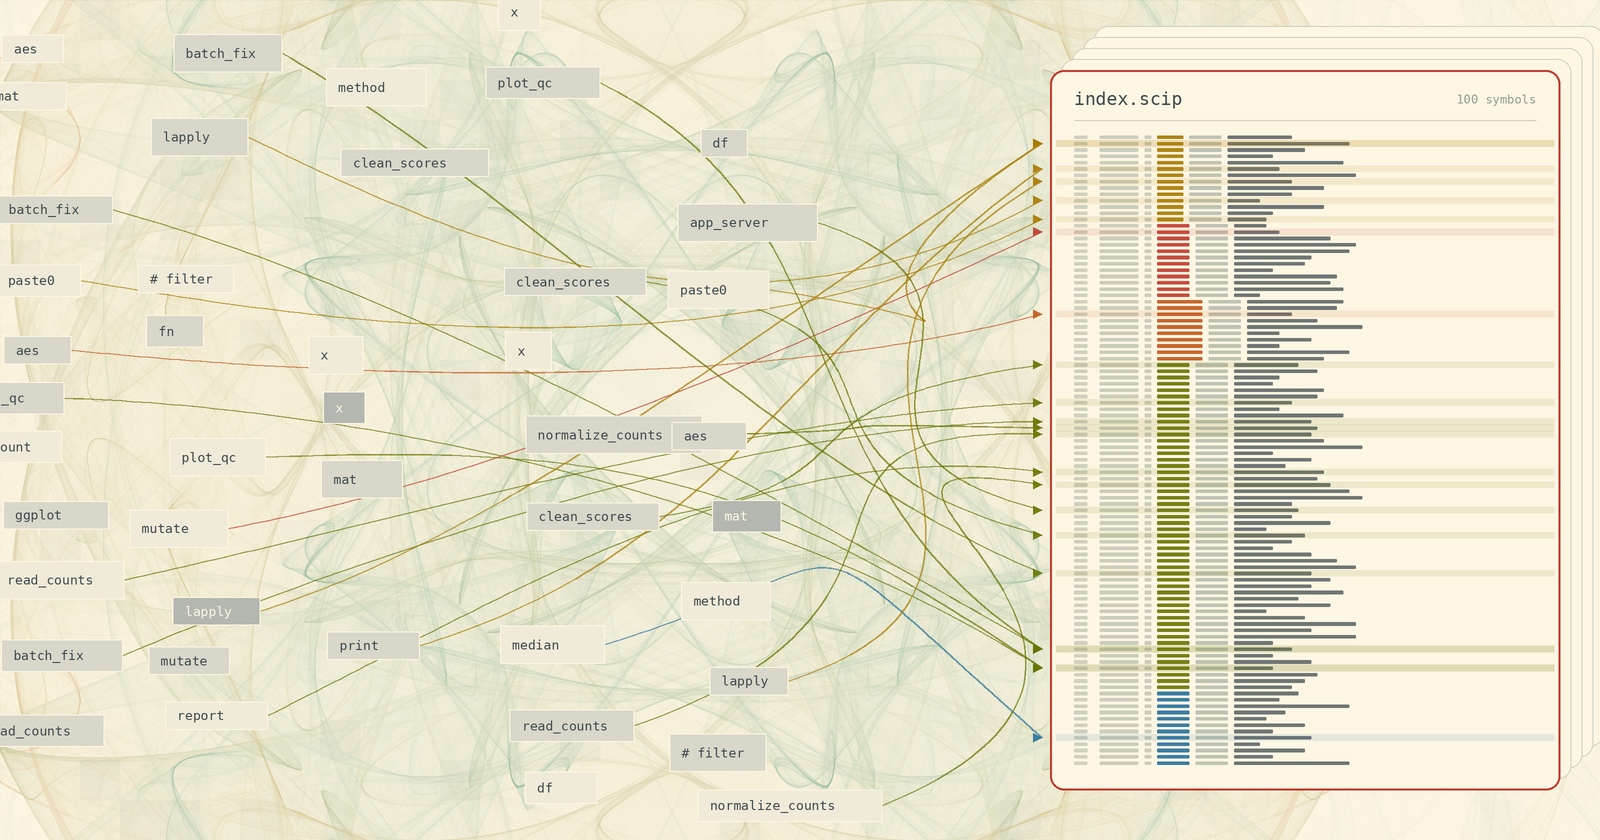 x
aes
batch_fix
method
plot_qc
mat
lapply
clean_scores
df
batch_fix
app_server
paste0
# filter
clean_scores
paste0
fn
aes
x
x
_qc
x
normalize_counts
aes
ount
plot_qc
mat
ggplot
mutate
clean_scores
mat
read_counts
lapply
method
batch_fix
mutate
print
median
lapply
report
ad_counts
read_counts
# filter
df
normalize_counts
index.scip
100 symbols